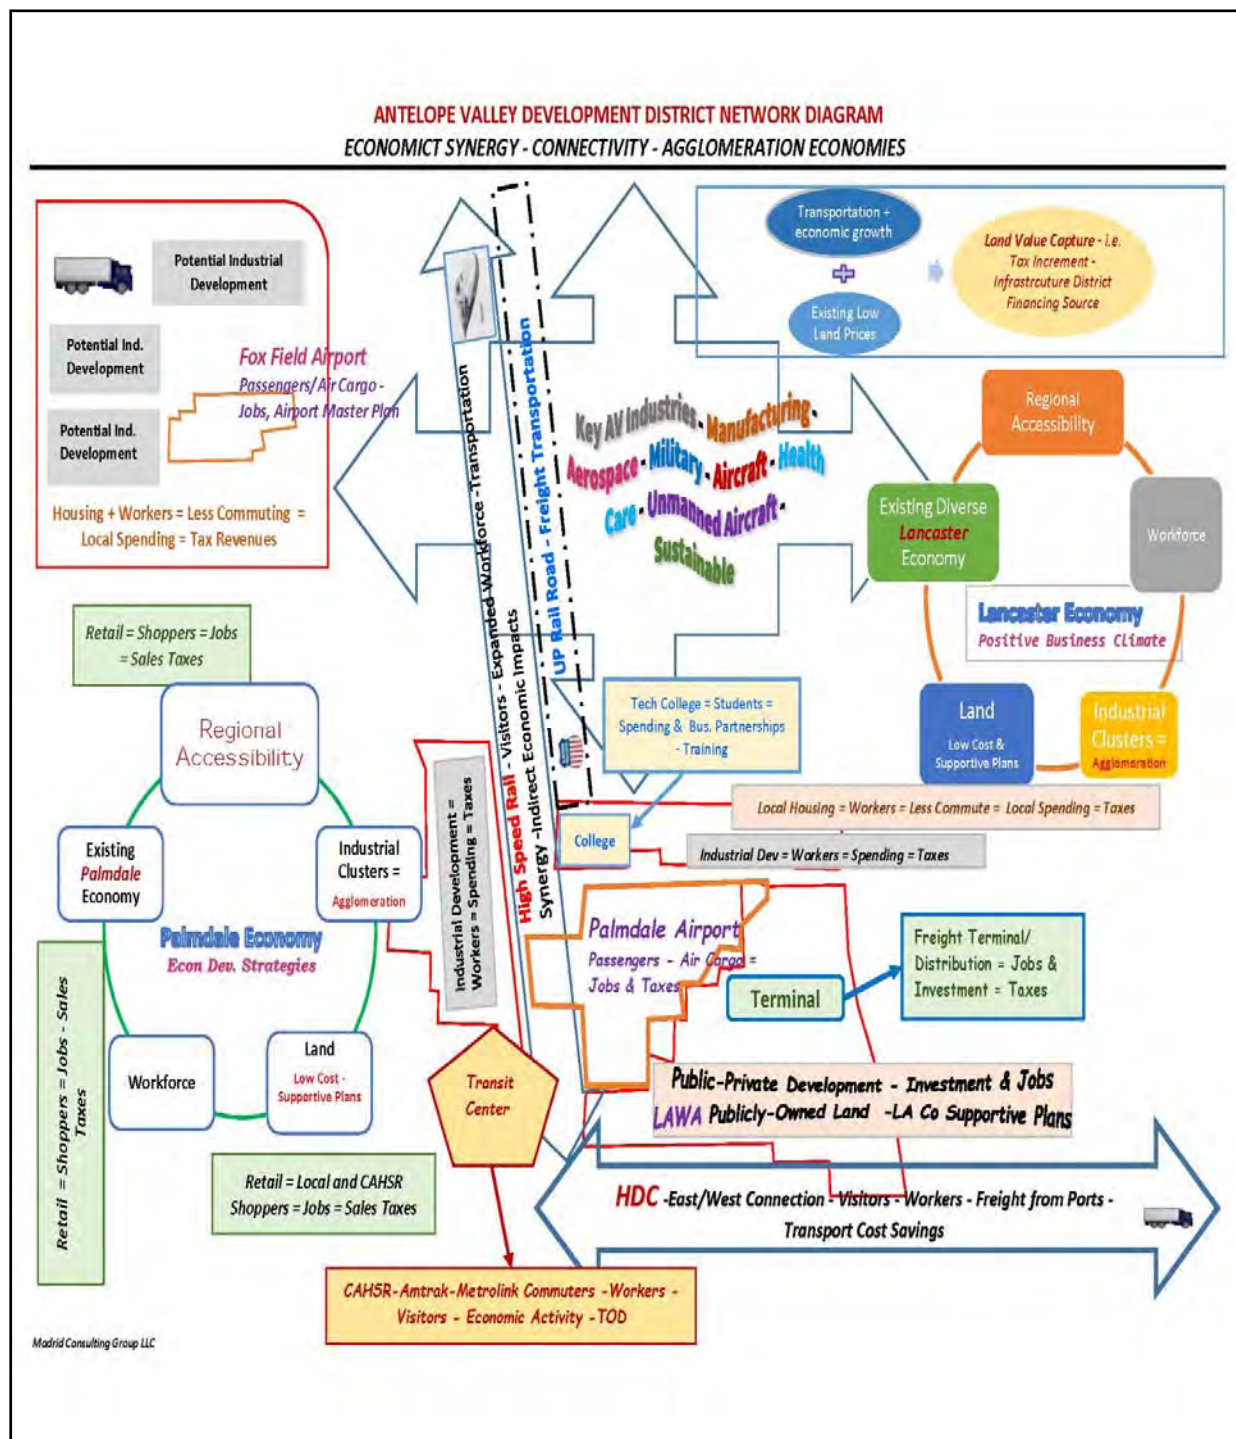 ANTELOPE VALLEY DEVELOPMENT DISTRICT NETWORK DIAGRAM
ECONOMICT SYNERGY - CONNECTIVITY - AGGLOMERATION ECONOMIES
Potential Industrial
Development
Potential Ind.
Development
Potential Ind.
Development
Fox Field Airport
Passengers/ Air Cargo -
Jobs, Airport Master Plan
Housing + Workers = Less Commuting =
Local Spending = Tax Revenues
Transportation +
economic growth
Existing Low
Land Prices
Land Value Capture - i.e.
Tax Increment -
Infrastrcuture District
Financing Source
High Speed Rail - Visitors - Expanded Workforce -Transportation
Synergy -Indirect Economic Impacts
UP Rail Road - Freight Transportation
Key AV Industries - Manufacturing -
Aerospace - Military - Aircraft - Health
Care - Unmanned Aircraft -
Sustainable
Regional
Accessibility
Existing Diverse
Lancaster
Economy
Workforce
Lancaster Economy
Positive Business Climate
Land
Low Cost &
Supportive Plans
Industrial
Clusters =
Agglomeration
Retail = Shoppers = Jobs
= Sales Taxes
Regional
Accessibility
Existing
Palmdale
Economy
Industrial
Clusters =
Agglomeration
Palmdale Economy
Econ Dev. Strategies
Workforce
Land
Low Cost -
Supportive Plans
Retail = Shoppers = Jobs - Sales
Taxes
Retail = Local and CAHSR
Shoppers = Jobs = Sales Taxes
Industrial Development =
Workers = Spending = Taxes
Tech College = Students =
Spending & Bus. Partnerships
- Training
College
Local Housing = Workers = Less Commute = Local Spending = Taxes
Industrial Dev = Workers = Spending = Taxes
Palmdale Airport
Passengers - Air Cargo =
Jobs & Taxes
Terminal
Freight Terminal/
Distribution = Jobs &
Investment = Taxes
Transit
Center
Public-Private Development - Investment & Jobs
LAWA Publicly-Owned Land -LA Co Supportive Plans
HDC -East/West Connection - Visitors - Workers - Freight from Ports -
Transport Cost Savings
CAHSR-Amtrak-Metrolink Commuters -Workers -
Visitors - Economic Activity -TOD
Madrid Consulting Group LLC